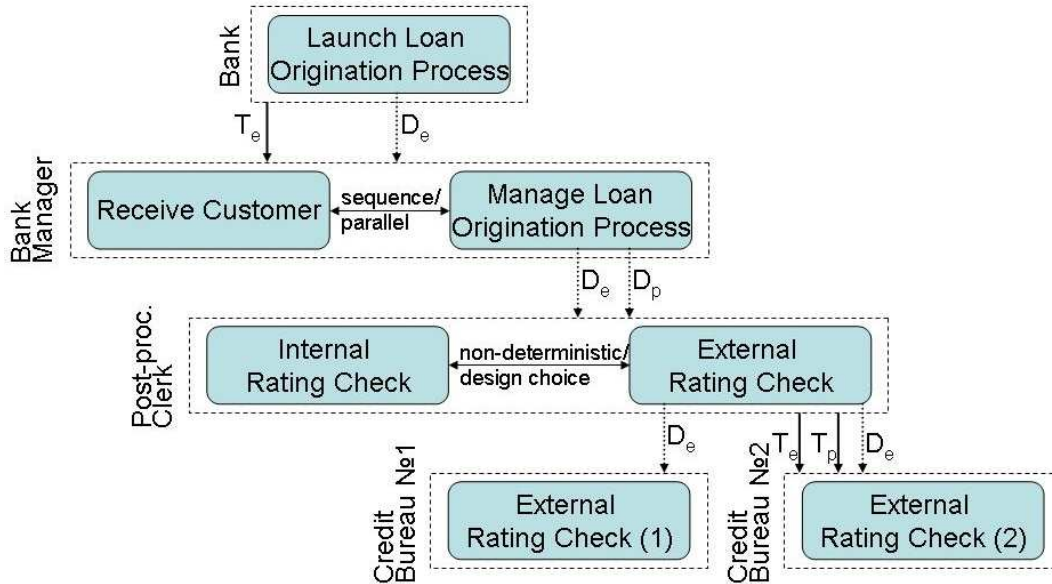 Bank
Launch Loan
Origination Process
Te
De
Bank
Manager
Receive Customer
sequence/
parallel
Manage Loan
Origination Process
De
Dp
Post-proc.
Clerk
Internal
Rating Check
non-deterministic/
design choice
External
Rating Check
De
Te
Tp
De
Credit
Bureau №1
External
Rating Check (1)
Credit
Bureau №2
External
Rating Check (2)